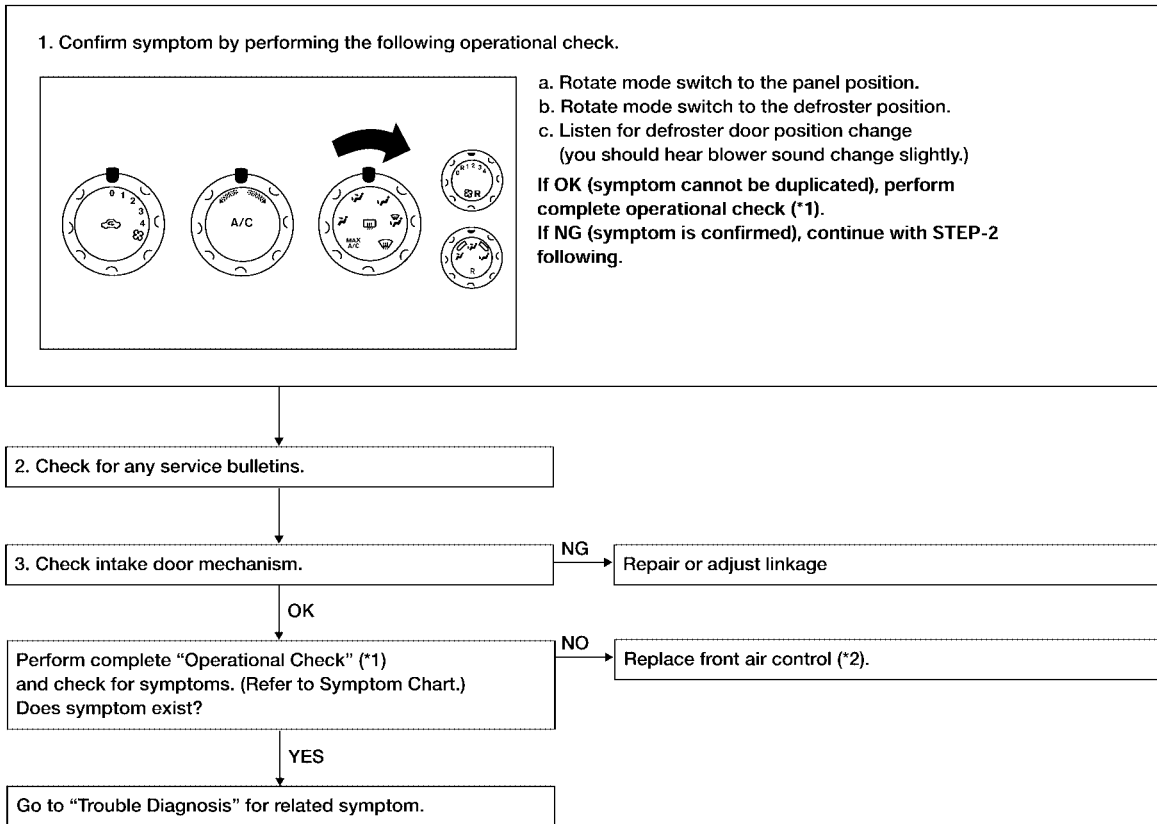 1. Confirm symptom by performing the following operational check.
a. Rotate mode switch to the panel position.
b. Rotate mode switch to the defroster position.
c. Listen for defroster door position change
(you should hear blower sound change slightly.)
If OK (symptom cannot be duplicated), perform
complete operational check (*1).
If NG (symptom is confirmed), continue with STEP-2
following.
0 1 2 3 4
A/C
MAX
A/C
0 1 2 3 4
R
R
2. Check for any service bulletins.
3. Check intake door mechanism.
NG
Repair or adjust linkage
OK
Perform complete “Operational Check” (*1)
and check for symptoms. (Refer to Symptom Chart.)
Does symptom exist?
NO
Replace front air control (*2).
YES
Go to “Trouble Diagnosis” for related symptom.